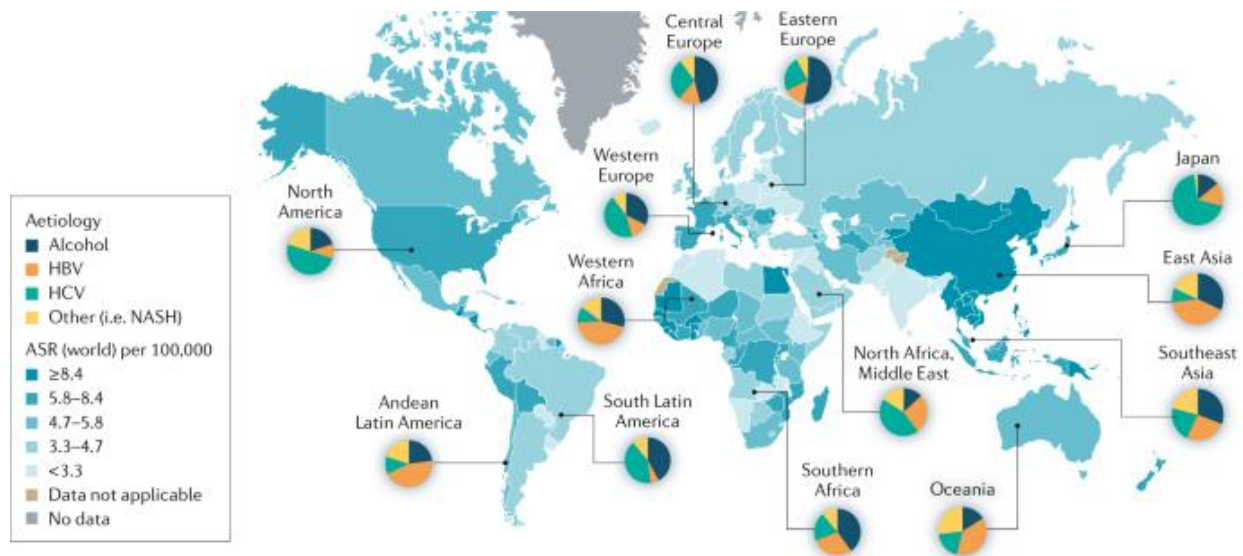 Central
Europe
Eastern
Europe
Western
Europe
Japan
North
America
East Asia
Western
Africa
North Africa,
Middle East
Southeast
Asia
Andean
Latin America
South Latin
America
Southern
Africa
Oceania
Aetiology
Alcohol
HBV
HCV
Other (i.e. NASH)
ASR (world) per 100,000
≥8.4
5.8–8.4
4.7–5.8
3.3–4.7
<3.3
Data not applicable
No data